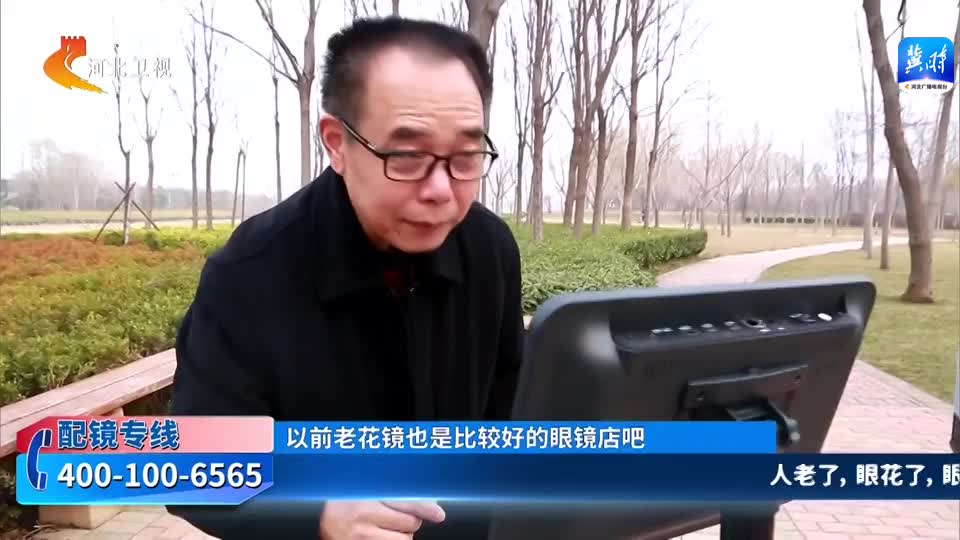 河北卫视
冀时
河北广播电视台
配镜专线
400-100-6565
以前老花镜也是比较好的眼镜店吧
人老了, 眼花了, 眼